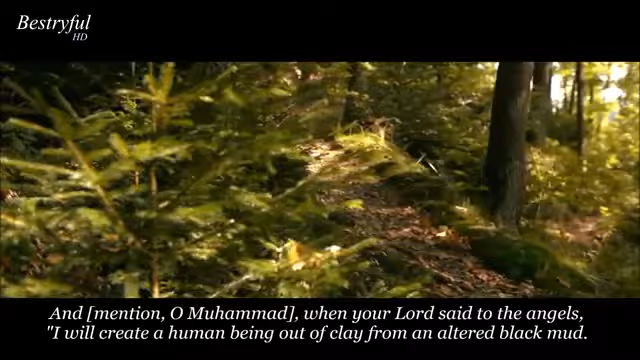 Bestryful
HD
And [mention, O Muhammad], when your Lord said to the angels,
"I will create a human being out of clay from an altered black mud.